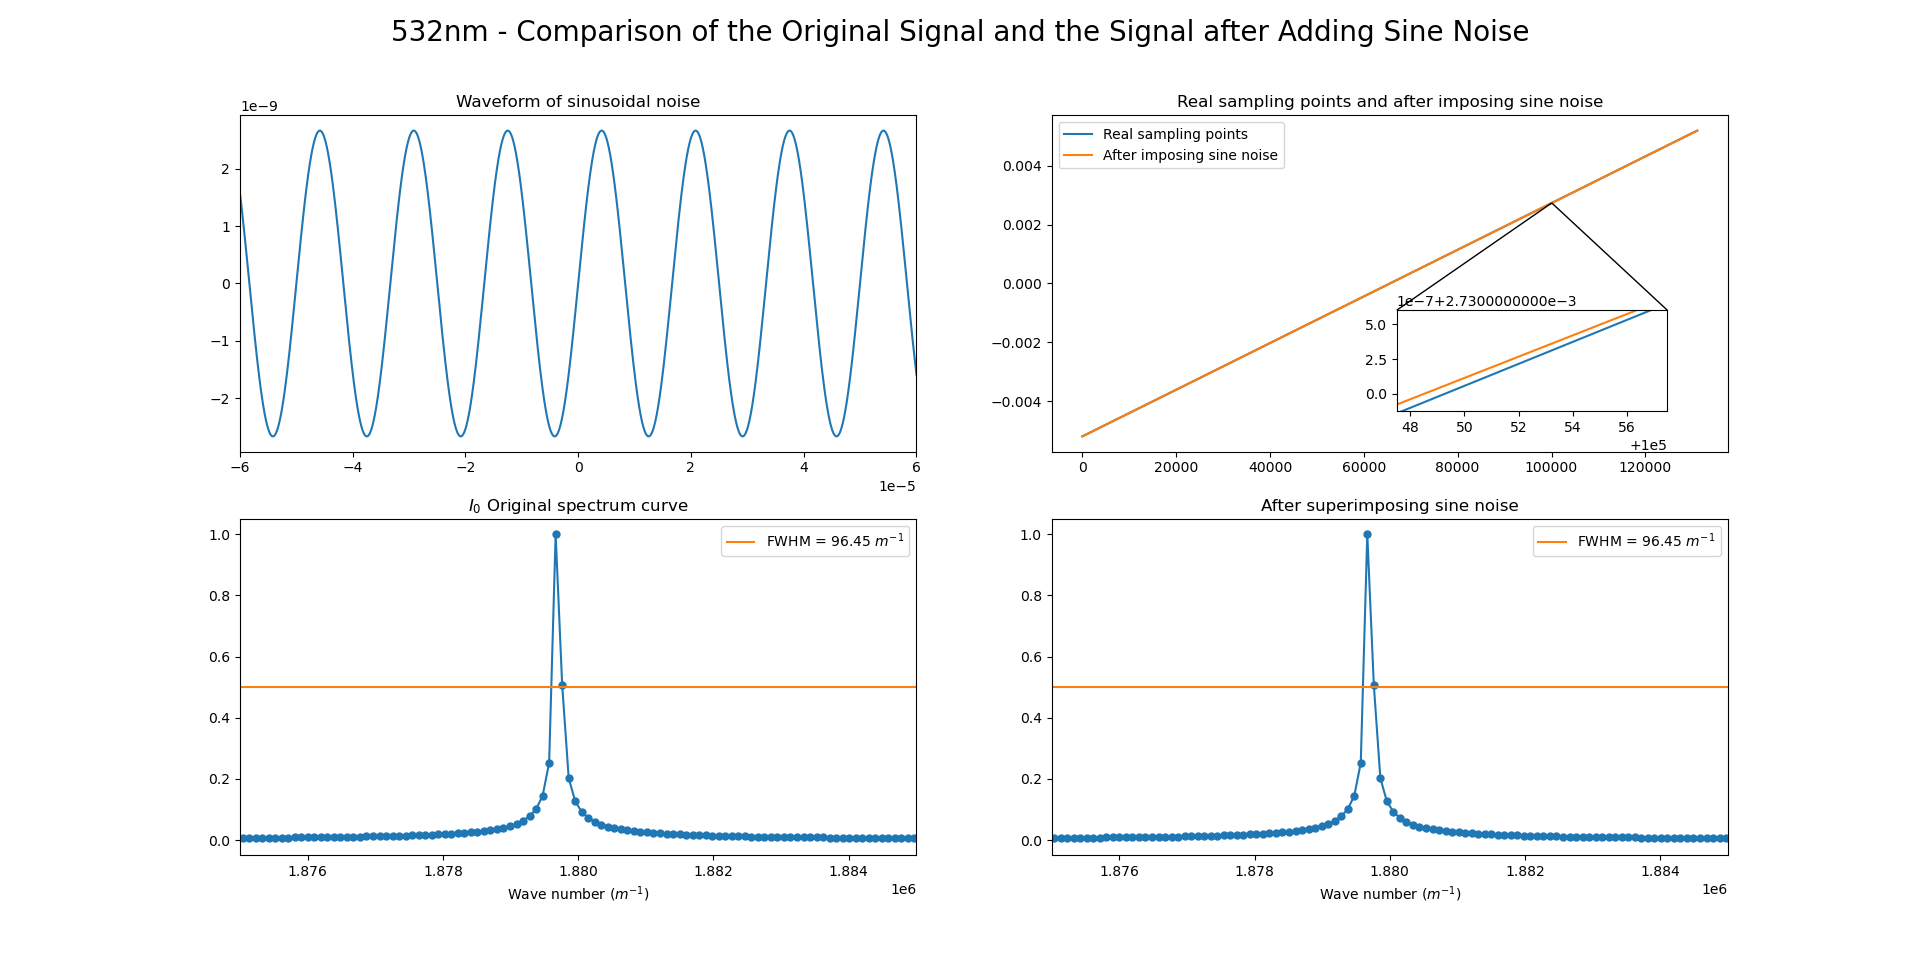 532nm - Comparison of the Original Signal and the Signal after Adding Sine Noise
Waveform of sinusoidal noise
1e−9
2
1
0
−1
−2
−6 −4 −2 0 2 4 6
1e−5
Real sampling points and after imposing sine noise
Real sampling points
After imposing sine noise
0.004
0.002
0.000
−0.002
−0.004
1e−7+2.7300000000e−3
5.0
2.5
0.0
48 50 52 54 56
+1e5
0 20000 40000 60000 80000 100000 120000
I₀ Original spectrum curve
FWHM = 96.45 m⁻¹
1.0
0.8
0.6
0.4
0.2
0.0
1.876 1.878 1.880 1.882 1.884
1e6
Wave number (m⁻¹)
After superimposing sine noise
FWHM = 96.45 m⁻¹
1.0
0.8
0.6
0.4
0.2
0.0
1.876 1.878 1.880 1.882 1.884
1e6
Wave number (m⁻¹)